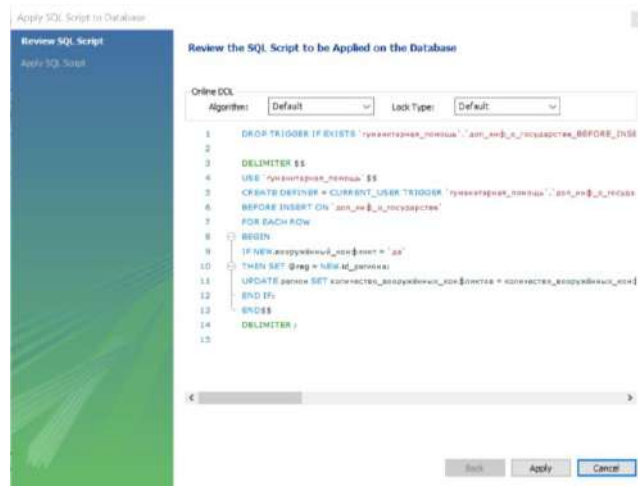 Apply SQL Script to Database
Review SQL Script
Apply SQL Script
Review the SQL Script to be Applied on the Database
Online DDL
Algorithm: Default Lock Type: Default
1 DROP TRIGGER IF EXISTS `гуманитарная_помощь`.`доп_инф_о_государстве_BEFORE_INSE
2
3 DELIMITER $$
4 USE `гуманитарная_помощь`$$
5 CREATE DEFINER = CURRENT_USER TRIGGER `гуманитарная_помощь`.`доп_инф_о_госуда
6 BEFORE INSERT ON `доп_инф_о_государстве`
7 FOR EACH ROW
8 BEGIN
9 IF NEW.вооружённый_конфликт = 'да'
10 THEN SET @reg = NEW.id_региона;
11 UPDATE регион SET количество_вооружённых_конфликтов = количество_вооружённых_конф
12 END IF;
13 END$$
14 DELIMITER ;
15
Back Apply Cancel